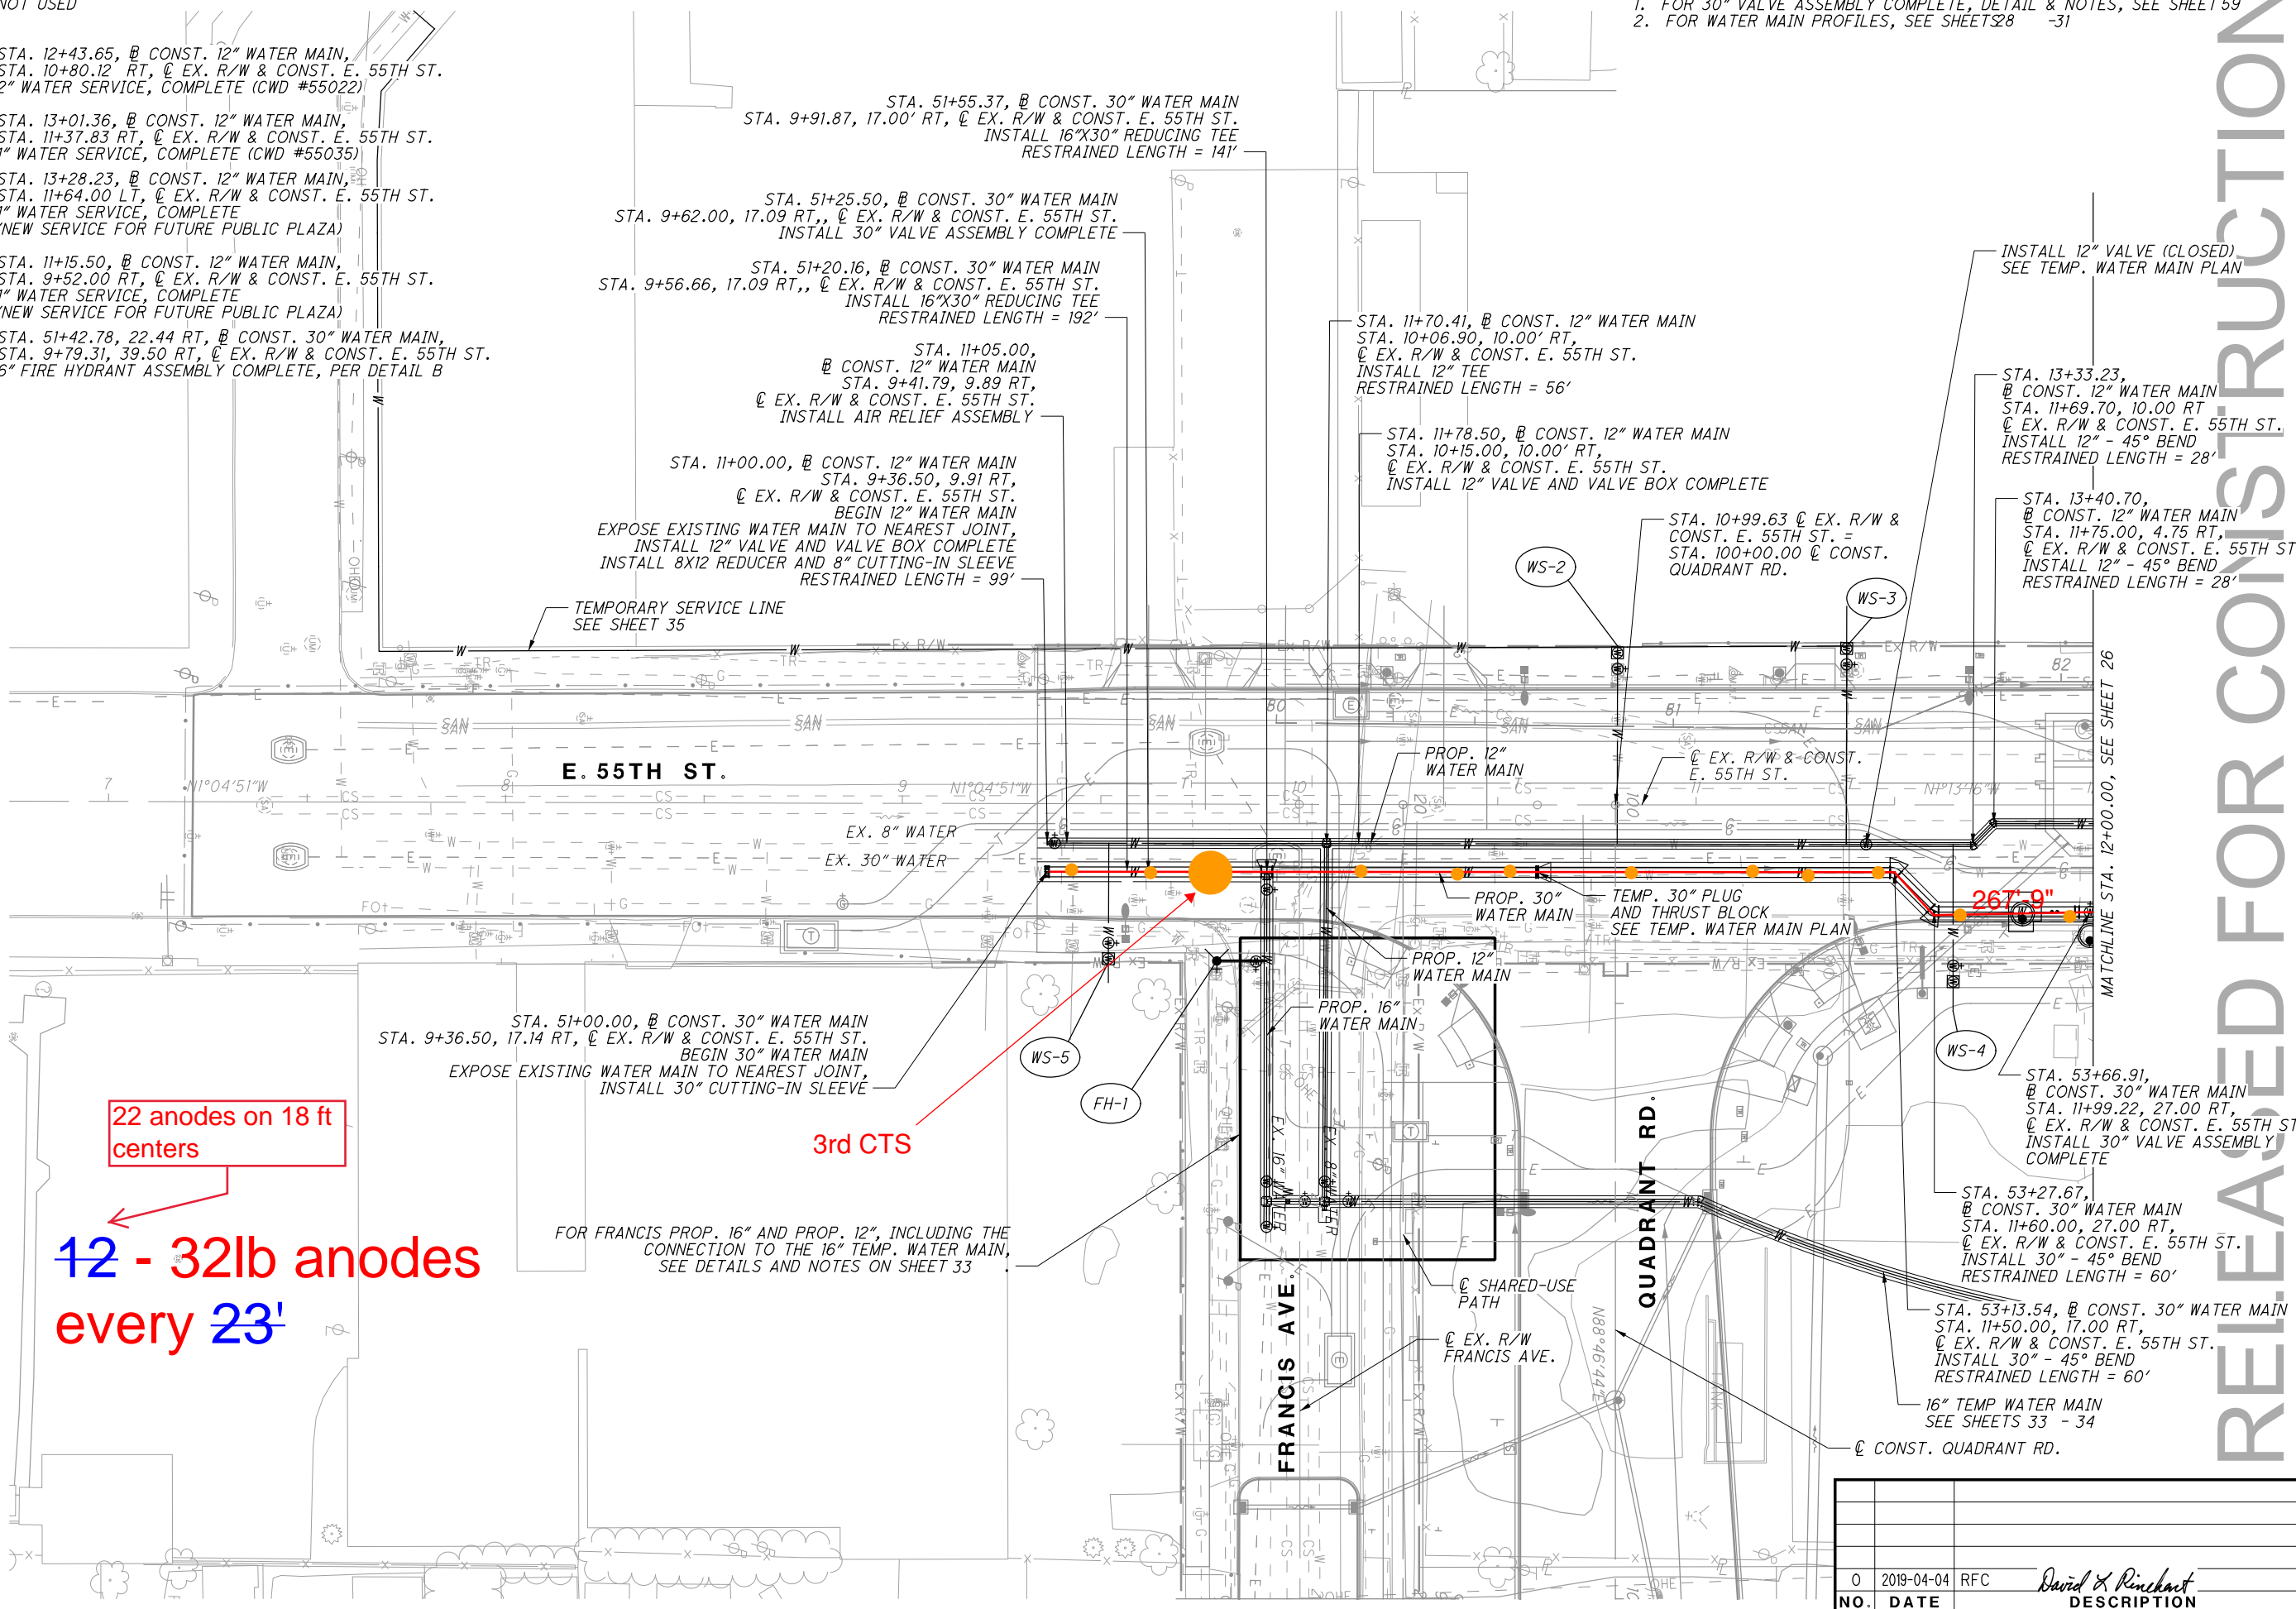 NOT USED
STA. 12+43.65, ⅊ CONST. 12" WATER MAIN,
STA. 10+80.12 RT, ℄ EX. R/W & CONST. E. 55TH ST.
2" WATER SERVICE, COMPLETE (CWD #55022)
STA. 13+01.36, ⅊ CONST. 12" WATER MAIN,
STA. 11+37.83 RT, ℄ EX. R/W & CONST. E. 55TH ST.
1" WATER SERVICE, COMPLETE (CWD #55035)
STA. 13+28.23, ⅊ CONST. 12" WATER MAIN,
STA. 11+64.00 LT, ℄ EX. R/W & CONST. E. 55TH ST.
1" WATER SERVICE, COMPLETE
(NEW SERVICE FOR FUTURE PUBLIC PLAZA)
STA. 11+15.50, ⅊ CONST. 12" WATER MAIN,
STA. 9+52.00 RT, ℄ EX. R/W & CONST. E. 55TH ST.
1" WATER SERVICE, COMPLETE
(NEW SERVICE FOR FUTURE PUBLIC PLAZA)
STA. 51+42.78, 22.44 RT, ⅊ CONST. 30" WATER MAIN,
STA. 9+79.31, 39.50 RT, ℄ EX. R/W & CONST. E. 55TH ST.
6" FIRE HYDRANT ASSEMBLY COMPLETE, PER DETAIL B
1. FOR 30" VALVE ASSEMBLY COMPLETE, DETAIL & NOTES, SEE SHEET 59
2. FOR WATER MAIN PROFILES, SEE SHEETS 28 -31
STA. 51+55.37, ⅊ CONST. 30" WATER MAIN
STA. 9+91.87, 17.00' RT, ℄ EX. R/W & CONST. E. 55TH ST.
INSTALL 16"X30" REDUCING TEE
RESTRAINED LENGTH = 141'
STA. 51+25.50, ⅊ CONST. 30" WATER MAIN
STA. 9+62.00, 17.09 RT,, ℄ EX. R/W & CONST. E. 55TH ST.
INSTALL 30" VALVE ASSEMBLY COMPLETE
STA. 51+20.16, ⅊ CONST. 30" WATER MAIN
STA. 9+56.66, 17.09 RT,, ℄ EX. R/W & CONST. E. 55TH ST.
INSTALL 16"X30" REDUCING TEE
RESTRAINED LENGTH = 192'
STA. 11+05.00,
⅊ CONST. 12" WATER MAIN
STA. 9+41.79, 9.89 RT,
℄ EX. R/W & CONST. E. 55TH ST.
INSTALL AIR RELIEF ASSEMBLY
STA. 11+00.00, ⅊ CONST. 12" WATER MAIN
STA. 9+36.50, 9.91 RT,
℄ EX. R/W & CONST. E. 55TH ST.
BEGIN 12" WATER MAIN
EXPOSE EXISTING WATER MAIN TO NEAREST JOINT,
INSTALL 12" VALVE AND VALVE BOX COMPLETE
INSTALL 8X12 REDUCER AND 8" CUTTING-IN SLEEVE
RESTRAINED LENGTH = 99'
TEMPORARY SERVICE LINE
SEE SHEET 35
STA. 11+70.41, ⅊ CONST. 12" WATER MAIN
STA. 10+06.90, 10.00' RT,
℄ EX. R/W & CONST. E. 55TH ST.
INSTALL 12" TEE
RESTRAINED LENGTH = 56'
STA. 11+78.50, ⅊ CONST. 12" WATER MAIN
STA. 10+15.00, 10.00' RT,
℄ EX. R/W & CONST. E. 55TH ST.
INSTALL 12" VALVE AND VALVE BOX COMPLETE
STA. 10+99.63 ℄ EX. R/W &
CONST. E. 55TH ST. =
STA. 100+00.00 ℄ CONST.
QUADRANT RD.
INSTALL 12" VALVE (CLOSED)
SEE TEMP. WATER MAIN PLAN
STA. 13+33.23,
⅊ CONST. 12" WATER MAIN
STA. 11+69.70, 10.00 RT
℄ EX. R/W & CONST. E. 55TH ST.
INSTALL 12" - 45° BEND
RESTRAINED LENGTH = 28'
STA. 13+40.70,
⅊ CONST. 12" WATER MAIN
STA. 11+75.00, 4.75 RT,
℄ EX. R/W & CONST. E. 55TH ST
INSTALL 12" - 45° BEND
RESTRAINED LENGTH = 28'
WS-2
WS-3
E. 55TH ST.
N1°04'51"W
N1°04'51"W
N1°13'16"W
EX. 8" WATER
EX. 30" WATER
PROP. 12"
WATER MAIN
℄ EX. R/W & CONST.
E. 55TH ST.
MATCHLINE STA. 12+00.00, SEE SHEET 26
PROP. 30"
WATER MAIN
TEMP. 30" PLUG
AND THRUST BLOCK
SEE TEMP. WATER MAIN PLAN
267'-9"
PROP. 12"
WATER MAIN
PROP. 16"
WATER MAIN
STA. 51+00.00, ⅊ CONST. 30" WATER MAIN
STA. 9+36.50, 17.14 RT, ℄ EX. R/W & CONST. E. 55TH ST.
BEGIN 30" WATER MAIN
EXPOSE EXISTING WATER MAIN TO NEAREST JOINT,
INSTALL 30" CUTTING-IN SLEEVE
WS-5
FH-1
WS-4
3rd CTS
22 anodes on 18 ft
centers
12 - 32lb anodes
every 23'
FOR FRANCIS PROP. 16" AND PROP. 12", INCLUDING THE
CONNECTION TO THE 16" TEMP. WATER MAIN,
SEE DETAILS AND NOTES ON SHEET 33
EX. 16" WATER
EX. 8" WATER
℄ SHARED-USE
PATH
℄ EX. R/W
FRANCIS AVE.
FRANCIS AVE.
QUADRANT RD.
N88°46'44"E
STA. 53+66.91,
⅊ CONST. 30" WATER MAIN
STA. 11+99.22, 27.00 RT,
℄ EX. R/W & CONST. E. 55TH ST
INSTALL 30" VALVE ASSEMBLY
COMPLETE
STA. 53+27.67,
⅊ CONST. 30" WATER MAIN
STA. 11+60.00, 27.00 RT,
℄ EX. R/W & CONST. E. 55TH ST.
INSTALL 30" - 45° BEND
RESTRAINED LENGTH = 60'
STA. 53+13.54, ⅊ CONST. 30" WATER MAIN
STA. 11+50.00, 17.00 RT,
℄ EX. R/W & CONST. E. 55TH ST.
INSTALL 30" - 45° BEND
RESTRAINED LENGTH = 60'
16" TEMP WATER MAIN
SEE SHEETS 33 - 34
℄ CONST. QUADRANT RD.
RELEASED FOR CONSTRUCTION
0 2019-04-04 RFC David L Rinehart
NO. DATE DESCRIPTION